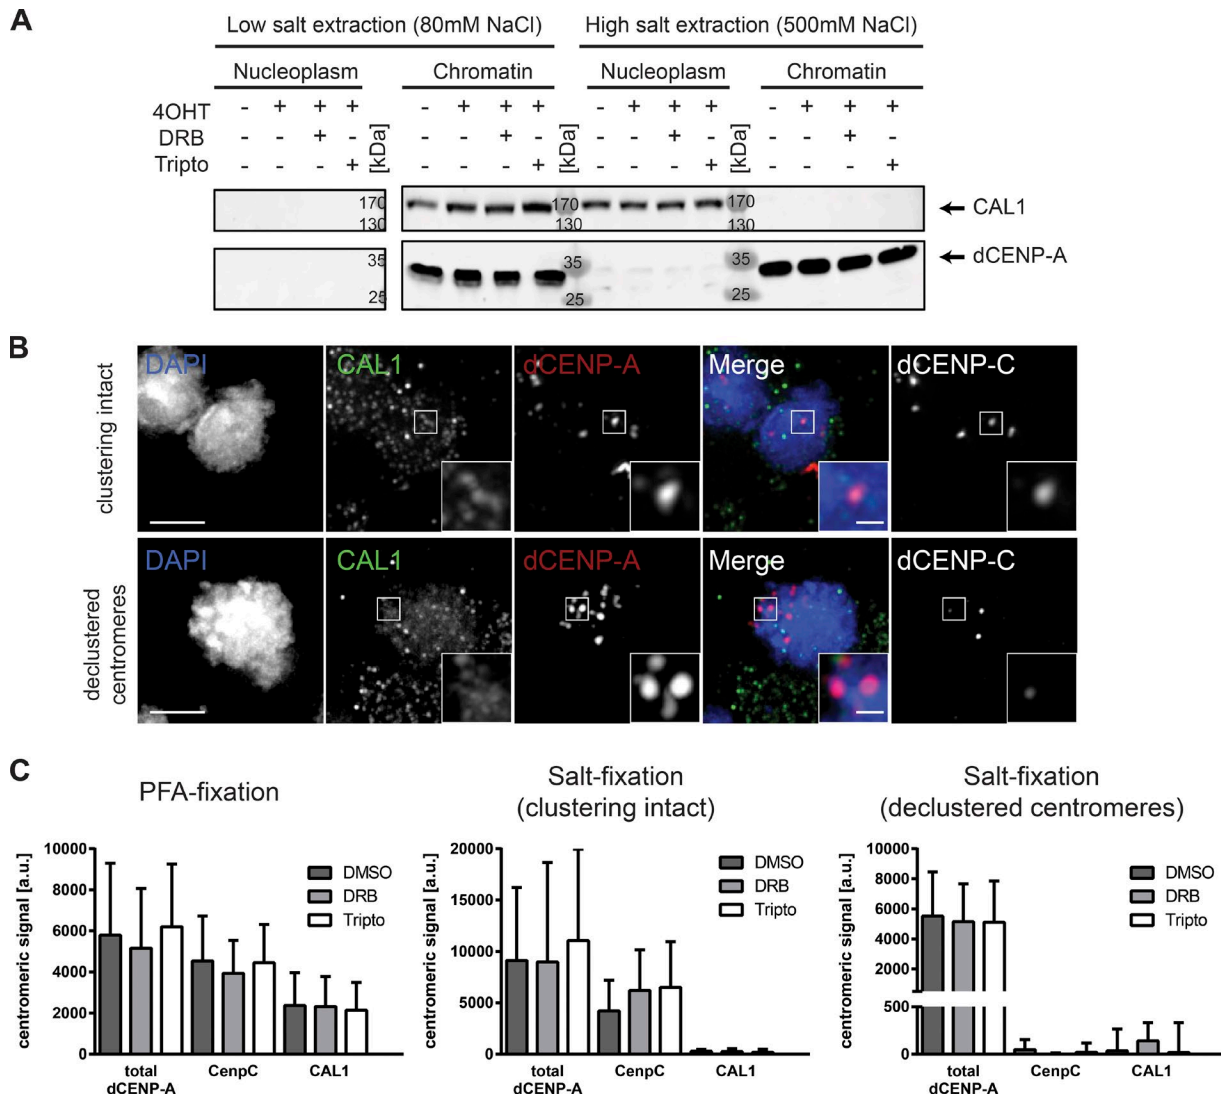 A
Low salt extraction (80mM NaCl) High salt extraction (500mM NaCl)
Nucleoplasm Chromatin Nucleoplasm Chromatin
4OHT - + + + - + + + - + + + - + + +
DRB - - + - [kDa] - - + - [kDa] - - + - [kDa] - - + -
Tripto - - - + - - - + - - - + - - - +
170 170 170 CAL1
130 130 130
35 35 35 dCENP-A
25 25 25
B
clustering intact
DAPI CAL1 dCENP-A Merge dCENP-C
declustered
centromeres
DAPI CAL1 dCENP-A Merge dCENP-C
C
PFA-fixation
centromeric signal [a.u.]
10000
8000
6000
4000
2000
0
DMSO
DRB
Tripto
total
dCENP-A
CenpC
CAL1
Salt-fixation
(clustering intact)
centromeric signal [a.u.]
20000
15000
10000
5000
0
DMSO
DRB
Tripto
total
dCENP-A
CenpC
CAL1
Salt-fixation
(declustered centromeres)
centromeric signal [a.u.]
10000
8000
6000
4000
2000
500
0
DMSO
DRB
Tripto
total
dCENP-A
CenpC
CAL1